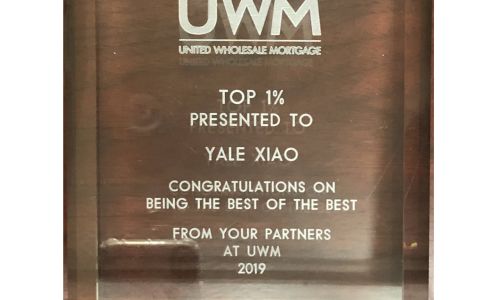 UWM
UNITED WHOLESALE MORTGAGE
TOP 1%
PRESENTED TO
YALE XIAO
CONGRATULATIONS ON
BEING THE BEST OF THE BEST
FROM YOUR PARTNERS
AT UWM
2019